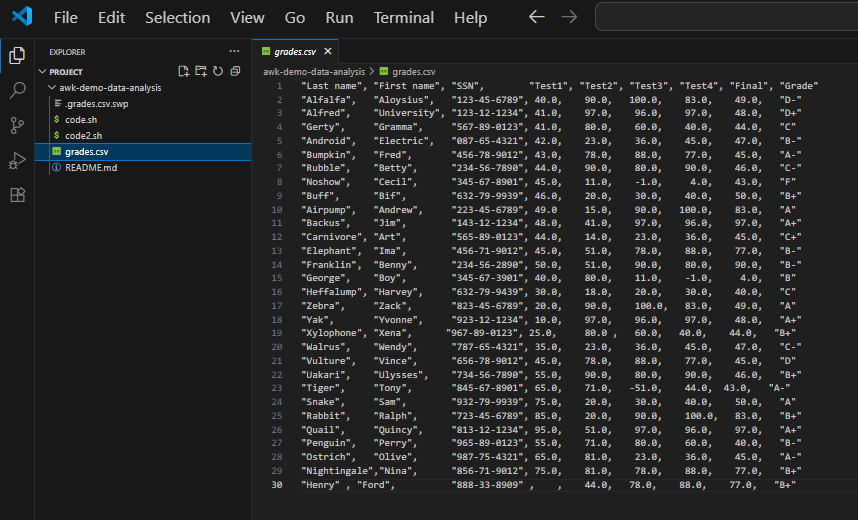 File Edit Selection View Go Run Terminal Help
EXPLORER
PROJECT
awk-demo-data-analysis
.grades.csv.swp
code.sh
code2.sh
grades.csv
README.md
grades.csv
awk-demo-data-analysis > grades.csv
1 "Last name", "First name", "SSN", "Test1", "Test2", "Test3", "Test4", "Final", "Grade"
2 "Alfalfa", "Aloysius", "123-45-6789", 40.0, 90.0, 100.0, 83.0, 49.0, "D-"
3 "Alfred", "University", "123-12-1234", 41.0, 97.0, 96.0, 97.0, 48.0, "D+"
4 "Gerty", "Gramma", "567-89-0123", 41.0, 80.0, 60.0, 40.0, 44.0, "C"
5 "Android", "Electric", "087-65-4321", 42.0, 23.0, 36.0, 45.0, 47.0, "B-"
6 "Bumpkin", "Fred", "456-78-9012", 43.0, 78.0, 88.0, 77.0, 45.0, "A-"
7 "Rubble", "Betty", "234-56-7890", 44.0, 90.0, 80.0, 90.0, 46.0, "C-"
8 "Noshow", "Cecil", "345-67-8901", 45.0, 11.0, -1.0, 4.0, 43.0, "F"
9 "Buff", "Bif", "632-79-9939", 46.0, 20.0, 30.0, 40.0, 50.0, "B+"
10 "Airpump", "Andrew", "223-45-6789", 49.0 15.0, 90.0, 100.0, 83.0, "A"
11 "Backus", "Jim", "143-12-1234", 48.0, 41.0, 97.0, 96.0, 97.0, "A+"
12 "Carnivore", "Art", "565-89-0123", 44.0, 14.0, 23.0, 36.0, 45.0, "C+"
13 "Elephant", "Ima", "456-71-9012", 45.0, 51.0, 78.0, 88.0, 77.0, "B-"
14 "Franklin", "Benny", "234-56-2890", 50.0, 51.0, 90.0, 80.0, 90.0, "B-"
15 "George", "Boy", "345-67-3901", 40.0, 80.0, 11.0, -1.0, 4.0, "B"
16 "Heffalump", "Harvey", "632-79-9439", 30.0, 18.0, 20.0, 30.0, 40.0, "C"
17 "Zebra", "Zack", "823-45-6789", 20.0, 90.0, 100.0, 83.0, 49.0, "A"
18 "Yak", "Yvonne", "923-12-1234", 10.0, 97.0, 96.0, 97.0, 48.0, "A+"
19 "Xylophone", "Xena", "967-89-0123", 25.0, 80.0 , 60.0, 40.0, 44.0, "B+"
20 "Walrus", "Wendy", "787-65-4321", 35.0, 23.0, 36.0, 45.0, 47.0, "C-"
21 "Vulture", "Vince", "656-78-9012", 45.0, 78.0, 88.0, 77.0, 45.0, "D"
22 "Uakari", "Ulysses", "734-56-7890", 55.0, 90.0, 80.0, 90.0, 46.0, "B+"
23 "Tiger", "Tony", "845-67-8901", 65.0, 71.0, -51.0, 44.0, 43.0, "A-"
24 "Snake", "Sam", "932-79-9939", 75.0, 20.0, 30.0, 40.0, 50.0, "A"
25 "Rabbit", "Ralph", "723-45-6789", 85.0, 20.0, 90.0, 100.0, 83.0, "B+"
26 "Quail", "Quincy", "813-12-1234", 95.0, 51.0, 97.0, 96.0, 97.0, "A+"
27 "Penguin", "Perry", "965-89-0123", 55.0, 71.0, 80.0, 60.0, 40.0, "B-"
28 "Ostrich", "Olive", "987-75-4321", 65.0, 81.0, 23.0, 36.0, 45.0, "A-"
29 "Nightingale","Nina", "856-71-9012", 75.0, 81.0, 78.0, 88.0, 77.0, "B+"
30 "Henry" , "Ford", "888-33-8909" , , 44.0, 78.0, 88.0, 77.0, "B+"